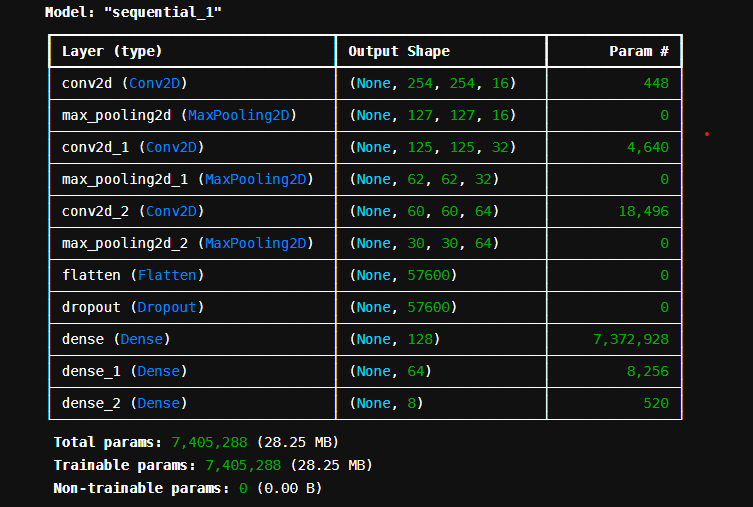 Model: "sequential_1"
Layer (type) Output Shape Param #
conv2d (Conv2D) (None, 254, 254, 16) 448
max_pooling2d (MaxPooling2D) (None, 127, 127, 16) 0
conv2d_1 (Conv2D) (None, 125, 125, 32) 4,640
max_pooling2d_1 (MaxPooling2D) (None, 62, 62, 32) 0
conv2d_2 (Conv2D) (None, 60, 60, 64) 18,496
max_pooling2d_2 (MaxPooling2D) (None, 30, 30, 64) 0
flatten (Flatten) (None, 57600) 0
dropout (Dropout) (None, 57600) 0
dense (Dense) (None, 128) 7,372,928
dense_1 (Dense) (None, 64) 8,256
dense_2 (Dense) (None, 8) 520
Total params: 7,405,288 (28.25 MB)
Trainable params: 7,405,288 (28.25 MB)
Non-trainable params: 0 (0.00 B)